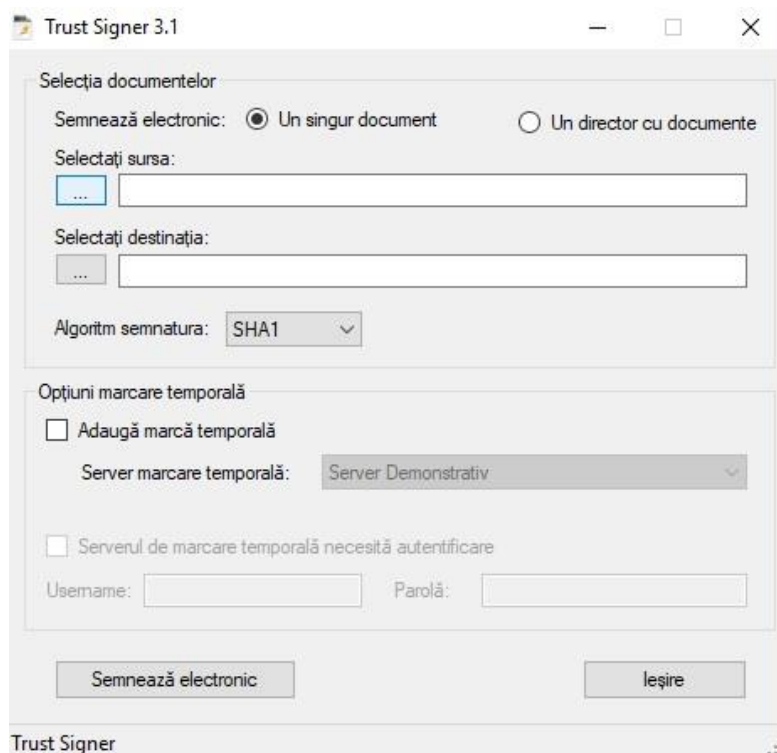 Trust Signer 3.1
Selecția documentelor
Semnează electronic: Un singur document Un director cu documente
Selectați sursa:
...
Selectați destinația:
...
Algoritm semnatura: SHA1
Opțiuni marcare temporală
Adaugă marcă temporală
Server marcare temporală: Server Demonstrativ
Serverul de marcare temporală necesită autentificare
Username: Parolă:
Semnează electronic Ieșire
Trust Signer